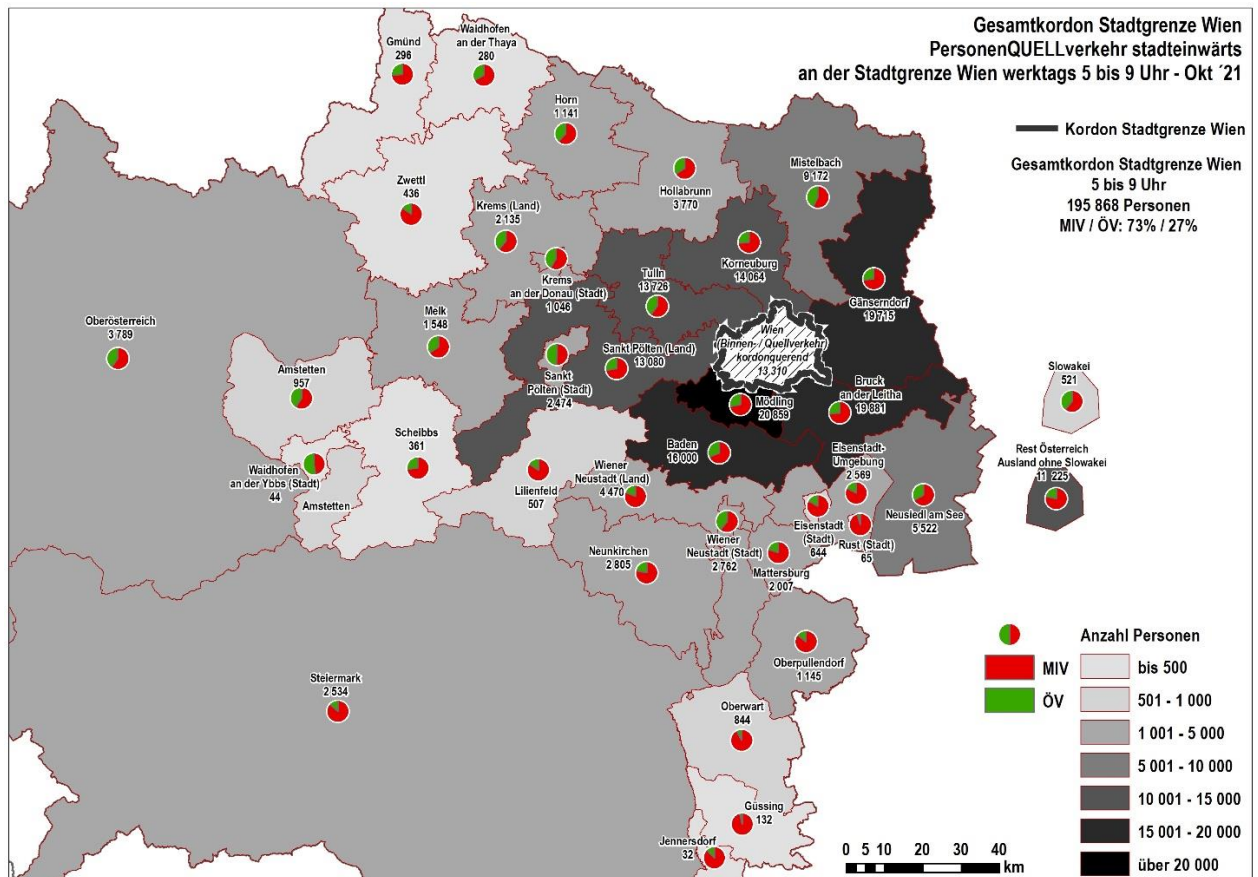 Gesamtkordon Stadtgrenze Wien
PersonenQUELLverkehr stadteinwärts
an der Stadtgrenze Wien werktags 5 bis 9 Uhr - Okt ´21
Kordon Stadtgrenze Wien
Gesamtkordon Stadtgrenze Wien
5 bis 9 Uhr
195 868 Personen
MIV / ÖV: 73% / 27%
Gmünd
296
Waidhofen
an der Thaya
280
Horn
1 141
Zwettl
436
Hollabrunn
3 770
Mistelbach
9 172
Krems (Land)
2 135
Krems
an der Donau (Stadt)
1 046
Tulln
13 726
Korneuburg
14 064
Gänserndorf
19 715
Oberösterreich
3 789
Melk
1 548
Amstetten
957
Sankt
Pölten (Stadt)
2 474
Sankt Pölten (Land)
13 080
Wien
(Binnen- / Quellverkehr)
kordonquerend
13 310
Mödling
20 859
Bruck
an der Leitha
19 881
Slowakei
521
Rest Österreich
Ausland ohne Slowakei
11 225
Scheibbs
361
Waidhofen
an der Ybbs (Stadt)
44
Amstetten
Lilienfeld
507
Baden
16 000
Wiener
Neustadt (Land)
4 470
Eisenstadt-
Umgebung
2 569
Neusiedl am See
5 522
Eisenstadt
(Stadt)
644
Rust (Stadt)
65
Wiener
Neustadt (Stadt)
2 762
Neunkirchen
2 805
Mattersburg
2 007
Oberpullendorf
1 145
Steiermark
2 534
Oberwart
844
Güssing
132
Jennersdorf
32
Anzahl Personen
MIV
ÖV
bis 500
501 - 1 000
1 001 - 5 000
5 001 - 10 000
10 001 - 15 000
15 001 - 20 000
über 20 000
0 5 10 20 30 40
km